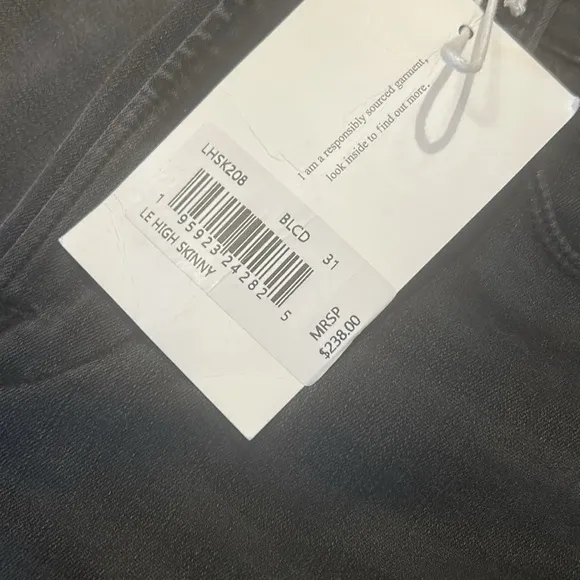 I am a responsibly sourced garment,
look inside to find out more.
LHSK208 BLCD 31
1 95923 24282 5
LE HIGH SKINNY
MRSP
$238.00